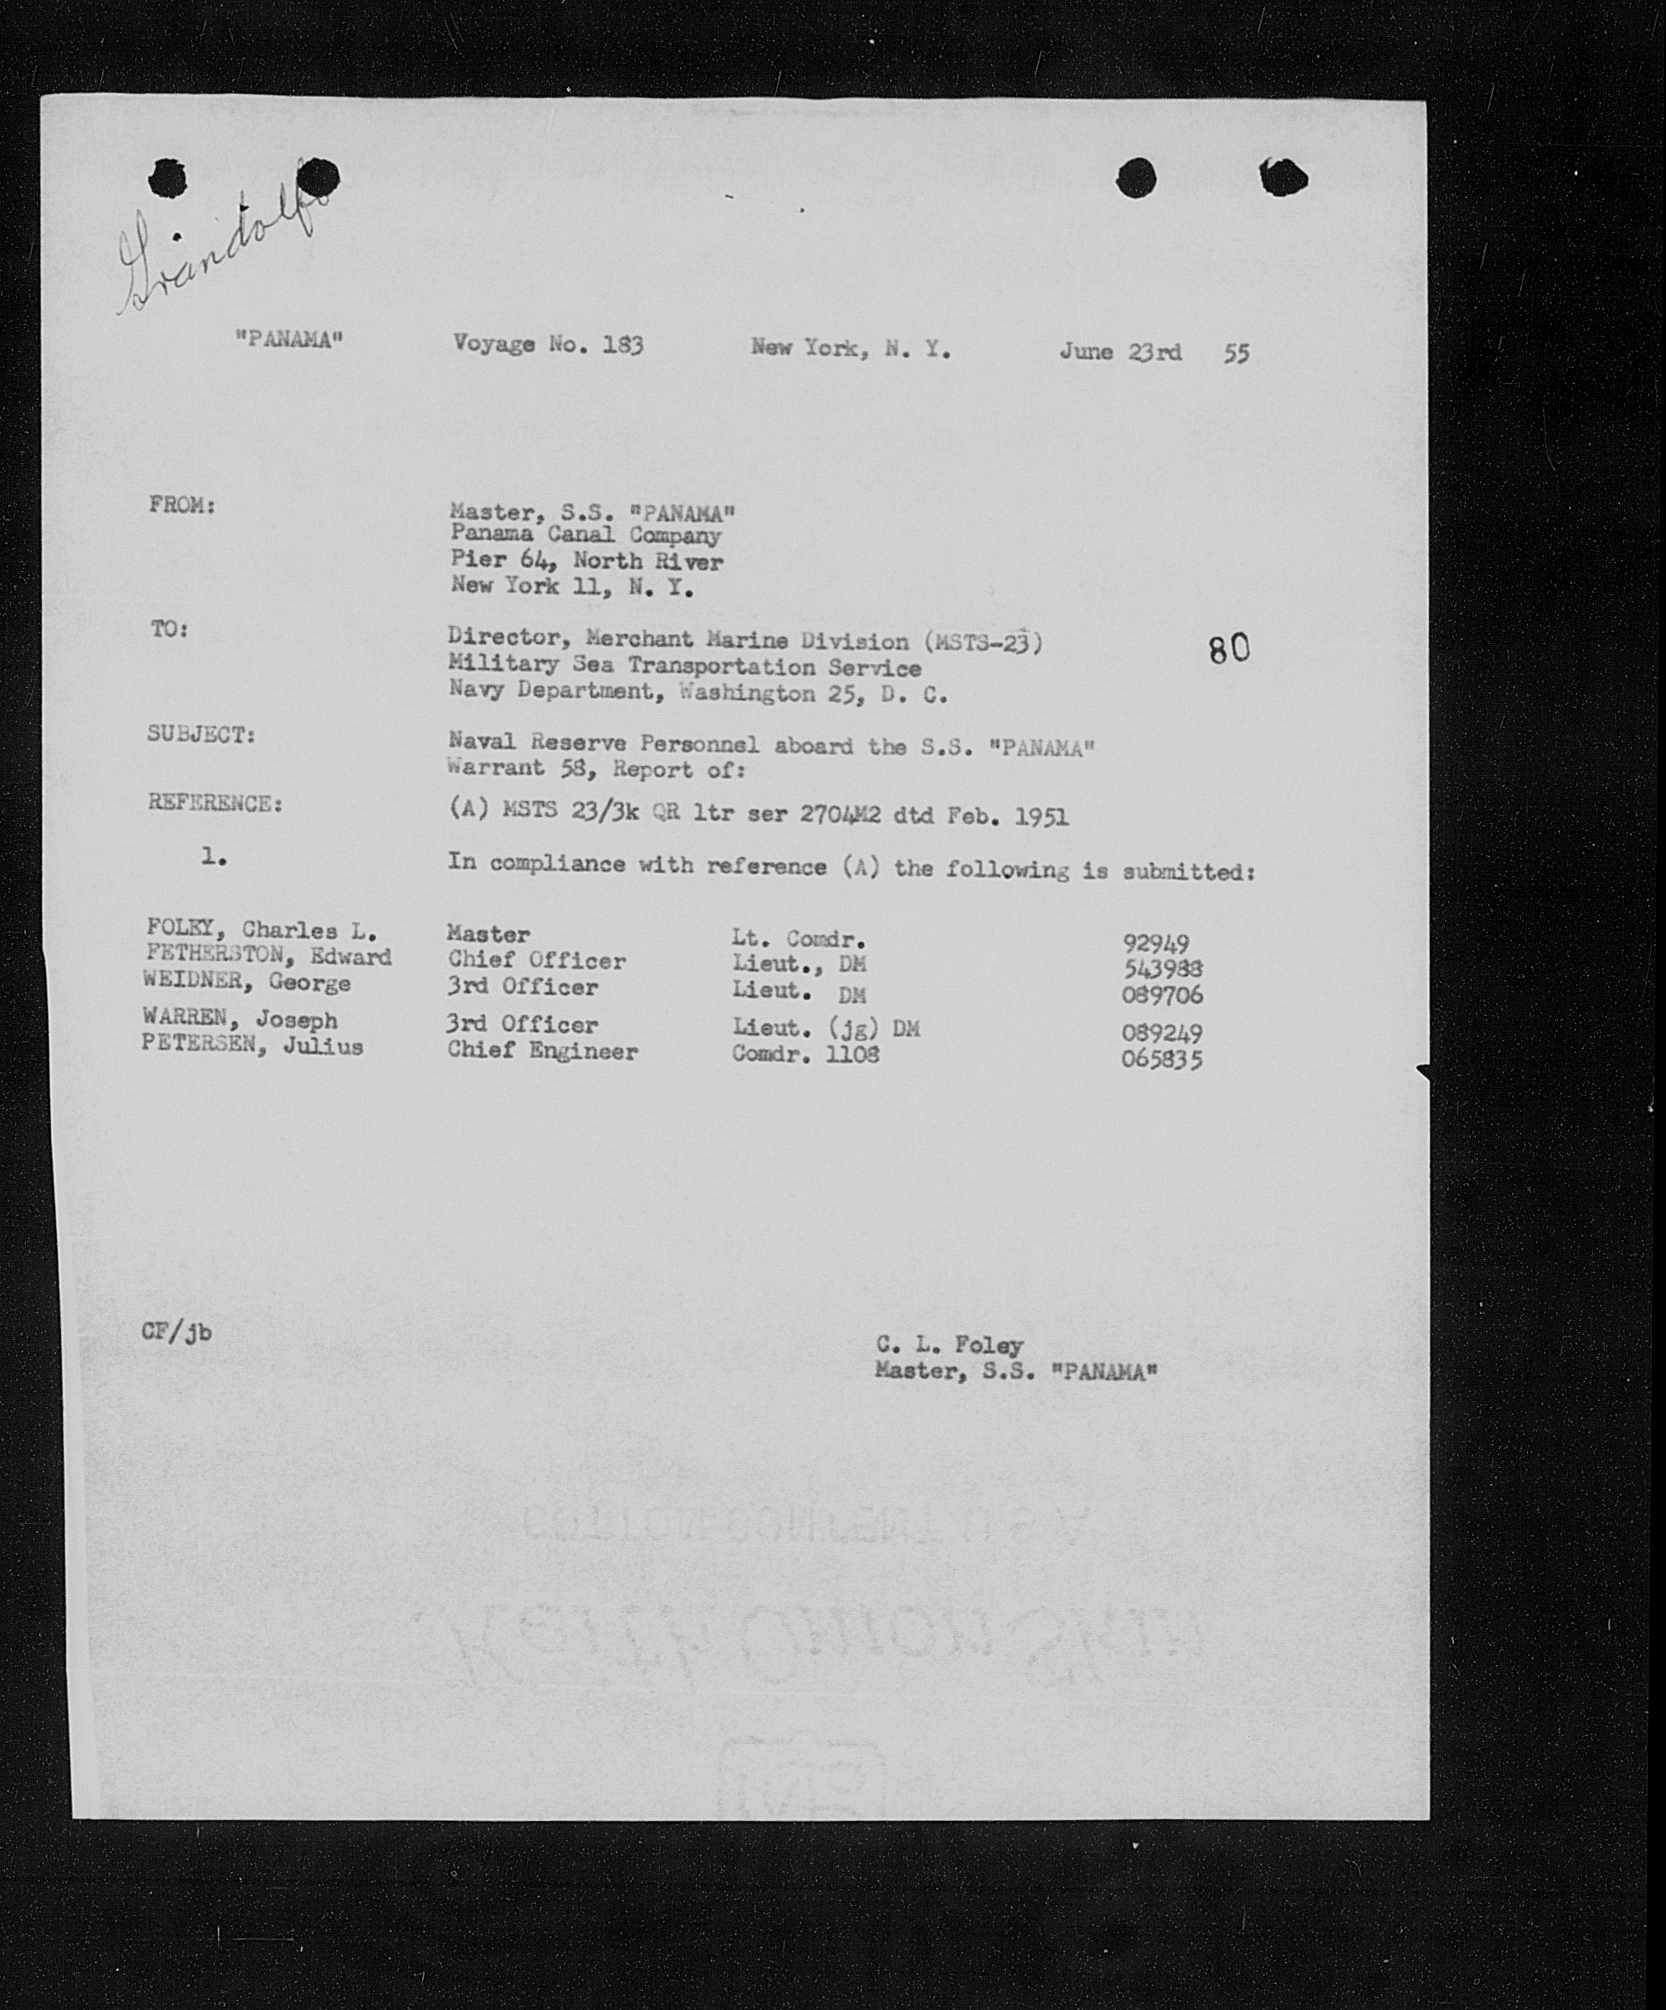 "PANAMA" Voyage No. 183 New York, N. Y. June 23rd 55
FROM: Master, S.S. "PANAMA"
Panama Canal Company
Pier 64, North River
New York 11, N. Y.
TO: Director, Merchant Marine Division (MSTS-23)
80
Military Sea Transportation Service
Navy Department, Washington 25, D. C.
SUBJECT: Naval Reserve Personnel aboard the S.S. "PANAMA"
Warrant 58, Report of:
REFERENCE: (A) MSTS 23/3k QR ltr ser 2704M2 dtd Feb. 1951
1. In compliance with reference (A) the following is submitted:
FOLEY, Charles L. Master Lt. Comdr. 92949
FETHERSTON, Edward Chief Officer Lieut., DM 543988
WEIDNER, George 3rd Officer Lieut. DM 089706
WARREN, Joseph 3rd Officer Lieut. (jg) DM 089249
PETERSEN, Julius Chief Engineer Comdr. 1108 065835
CF/jb
C. L. Foley
Master, S.S. "PANAMA"